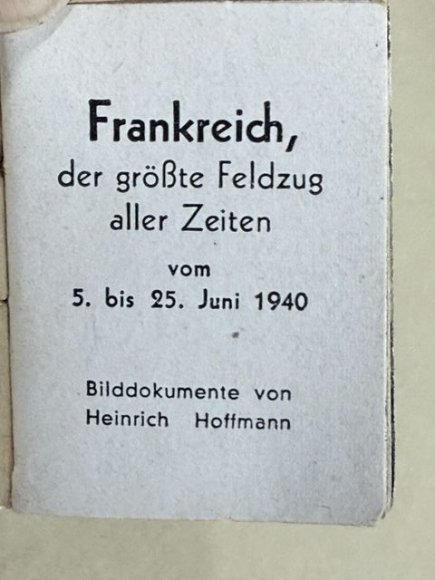 Frankreich,
der größte Feldzug
aller Zeiten
vom
5. bis 25. Juni 1940
Bilddokumente von
Heinrich Hoffmann